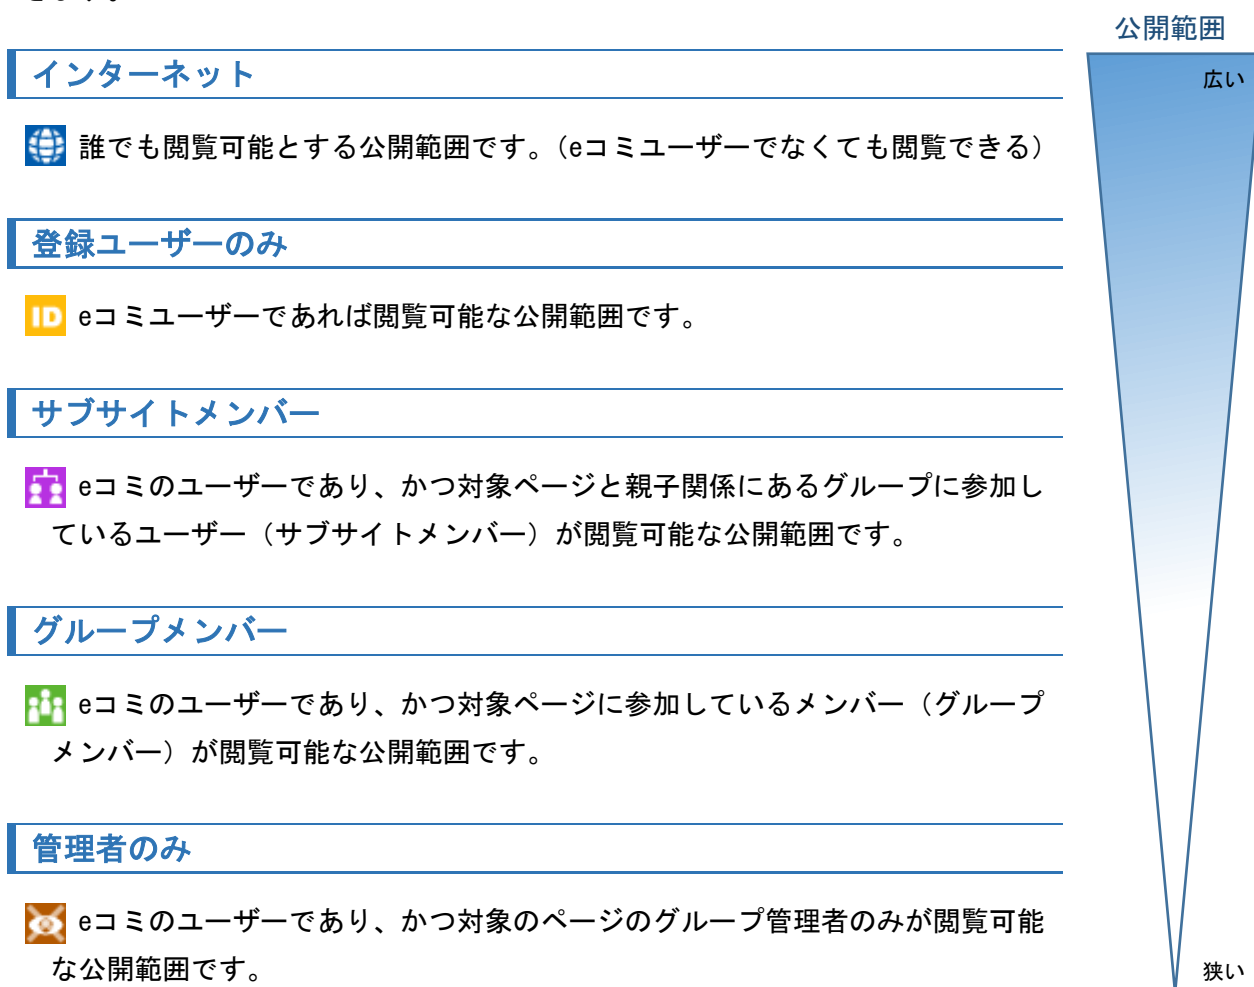 公開範囲
広い
インターネット
誰でも閲覧可能とする公開範囲です。（eコミユーザーでなくても閲覧できる）
登録ユーザーのみ
ID eコミユーザーであれば閲覧可能な公開範囲です。
サブサイトメンバー
eコミのユーザーであり、かつ対象ページと親子関係にあるグループに参加し
ているユーザー（サブサイトメンバー）が閲覧可能な公開範囲です。
グループメンバー
eコミのユーザーであり、かつ対象ページに参加しているメンバー（グループ
メンバー）が閲覧可能な公開範囲です。
管理者のみ
eコミのユーザーであり、かつ対象のページのグループ管理者のみが閲覧可能
な公開範囲です。
狭い